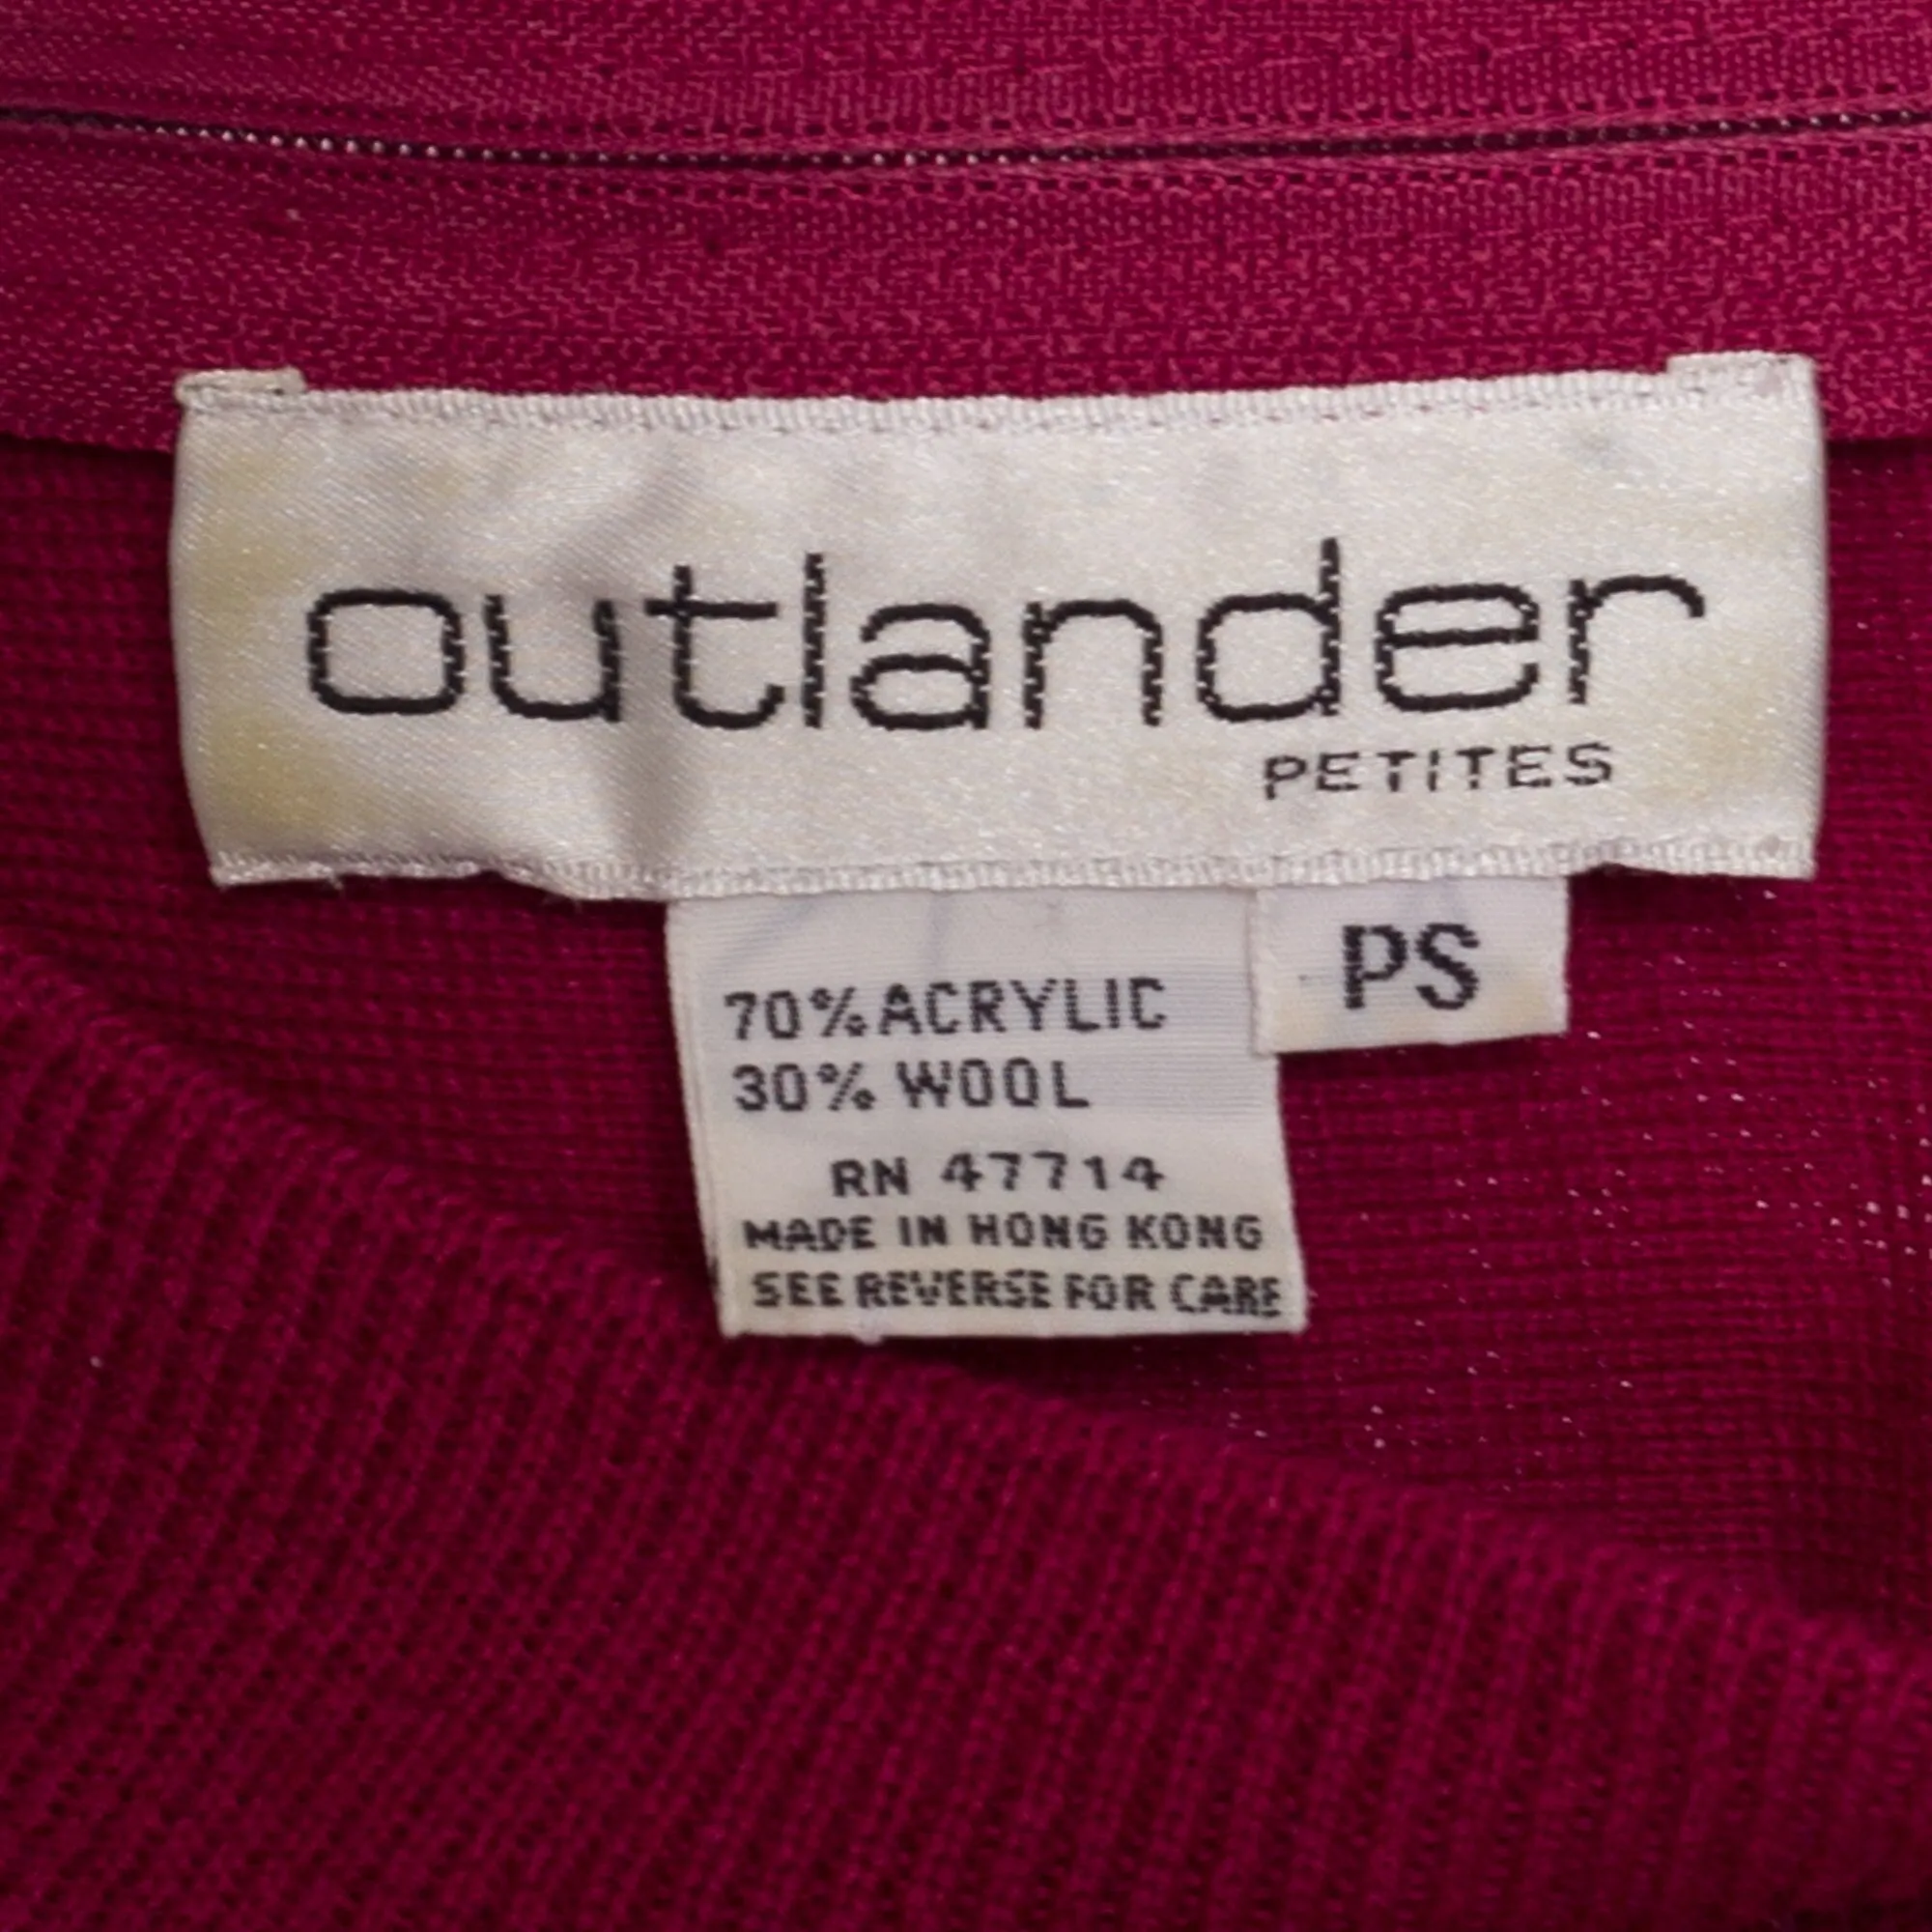 outlander
PETITES
PS
70% ACRYLIC
30% WOOL
RN 47714
MADE IN HONG KONG
SEE REVERSE FOR CARE